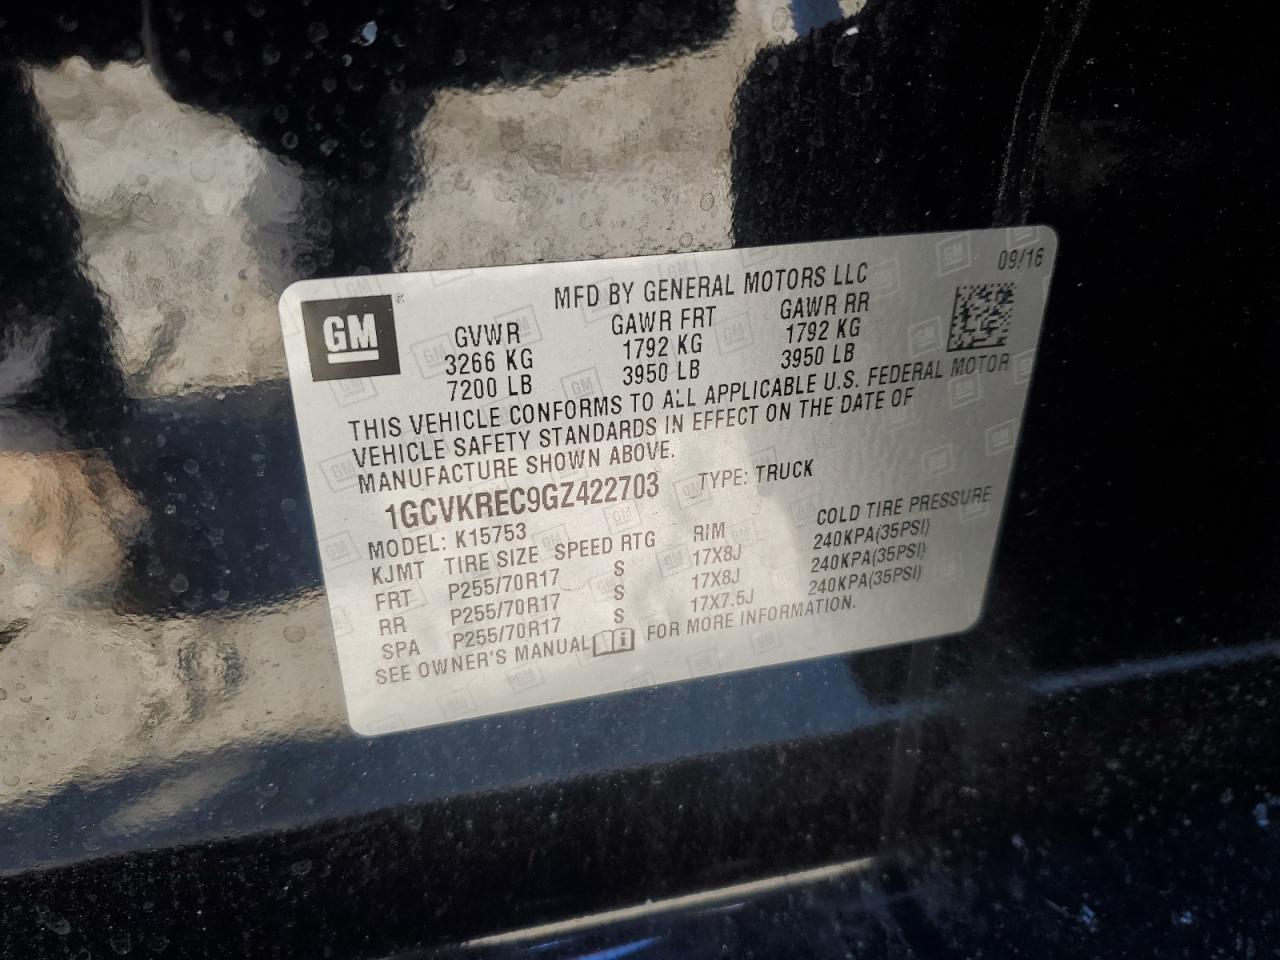 09/16
GM
®
MFD BY GENERAL MOTORS LLC
GVWR GAWR FRT GAWR RR
3266 KG 1792 KG 1792 KG
7200 LB 3950 LB 3950 LB
THIS VEHICLE CONFORMS TO ALL APPLICABLE U.S. FEDERAL MOTOR
VEHICLE SAFETY STANDARDS IN EFFECT ON THE DATE OF
MANUFACTURE SHOWN ABOVE.
1GCVKREC9GZ422703 TYPE: TRUCK
MODEL: K15753
KJMT TIRE SIZE SPEED RTG RIM COLD TIRE PRESSURE
FRT P255/70R17 S 17X8J 240KPA(35PSI)
RR P255/70R17 S 17X8J 240KPA(35PSI)
SPA P255/70R17 S 17X7.5J 240KPA(35PSI)
SEE OWNER'S MANUAL i FOR MORE INFORMATION.